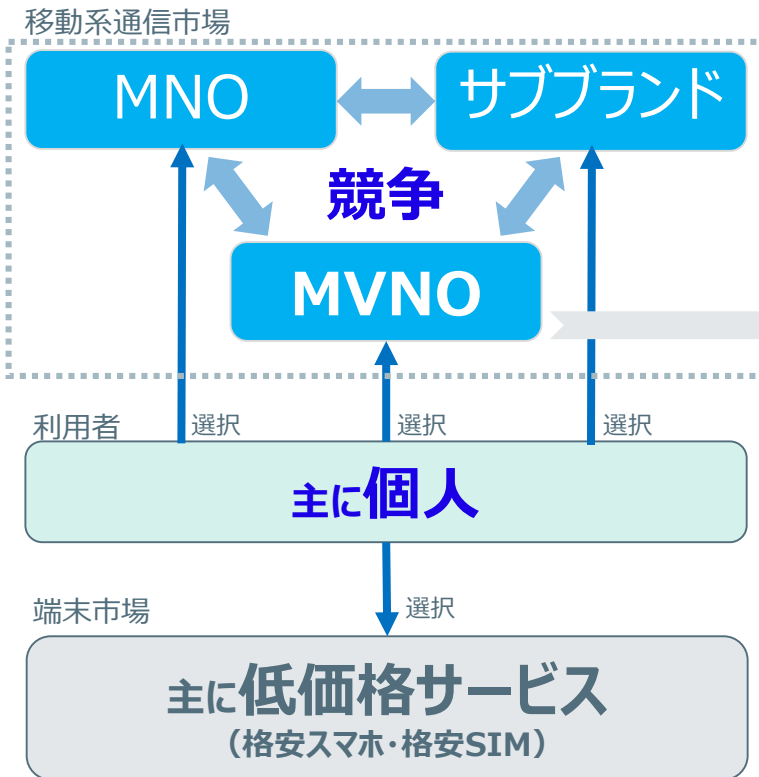 移動系通信市場
MNO
サブブランド
競争
MVNO
利用者
選択
選択
選択
主に個人
端末市場
選択
主に低価格サービス
（格安スマホ・格安SIM）